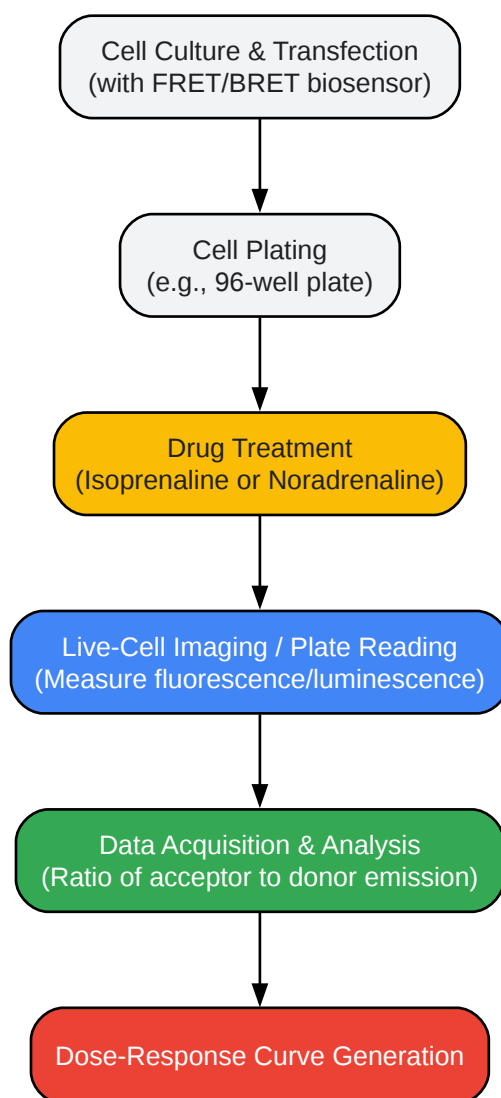 Cell Culture & Transfection
(with FRET/BRET biosensor)
Cell Plating
(e.g., 96-well plate)
Drug Treatment
(Isoprenaline or Noradrenaline)
Live-Cell Imaging / Plate Reading
(Measure fluorescence/luminescence)
Data Acquisition & Analysis
(Ratio of acceptor to donor emission)
Dose-Response Curve Generation